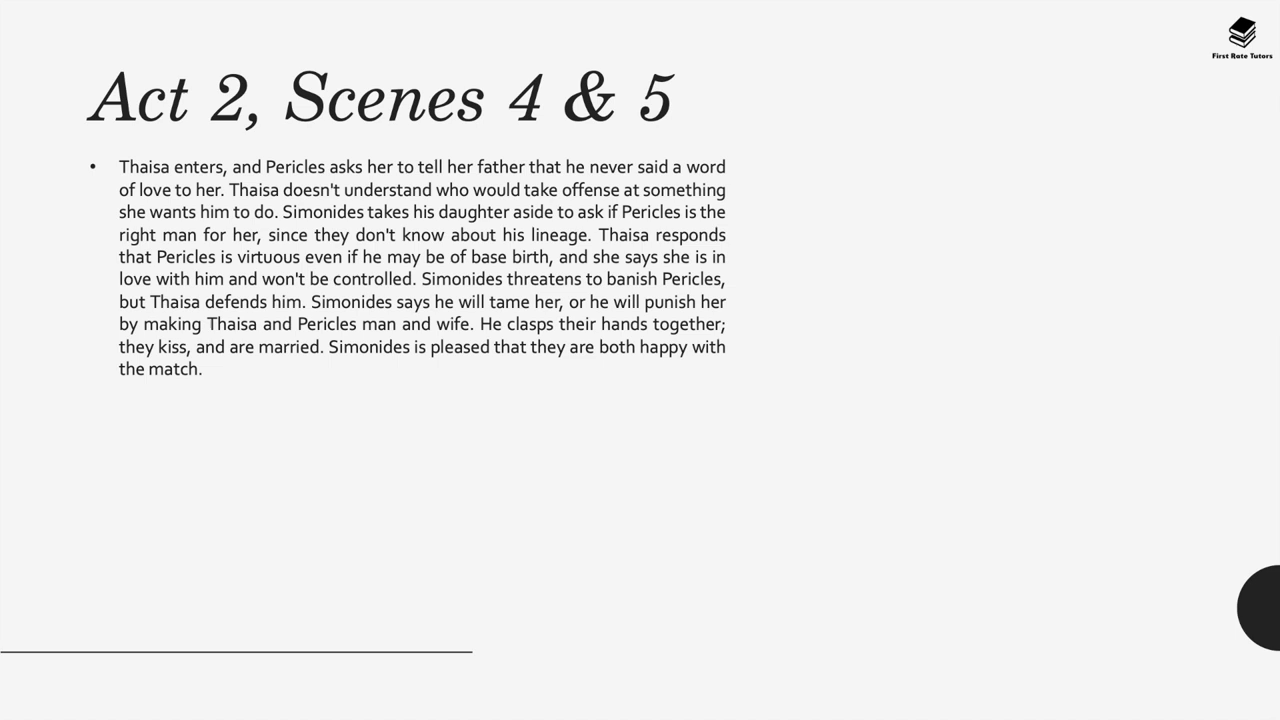 First Rate Tutors
Act 2, Scenes 4 & 5
• Thaisa enters, and Pericles asks her to tell her father that he never said a word
of love to her. Thaisa doesn't understand who would take offense at something
she wants him to do. Simonides takes his daughter aside to ask if Pericles is the
right man for her, since they don't know about his lineage. Thaisa responds
that Pericles is virtuous even if he may be of base birth, and she says she is in
love with him and won't be controlled. Simonides threatens to banish Pericles,
but Thaisa defends him. Simonides says he will tame her, or he will punish her
by making Thaisa and Pericles man and wife. He clasps their hands together;
they kiss, and are married. Simonides is pleased that they are both happy with
the match.